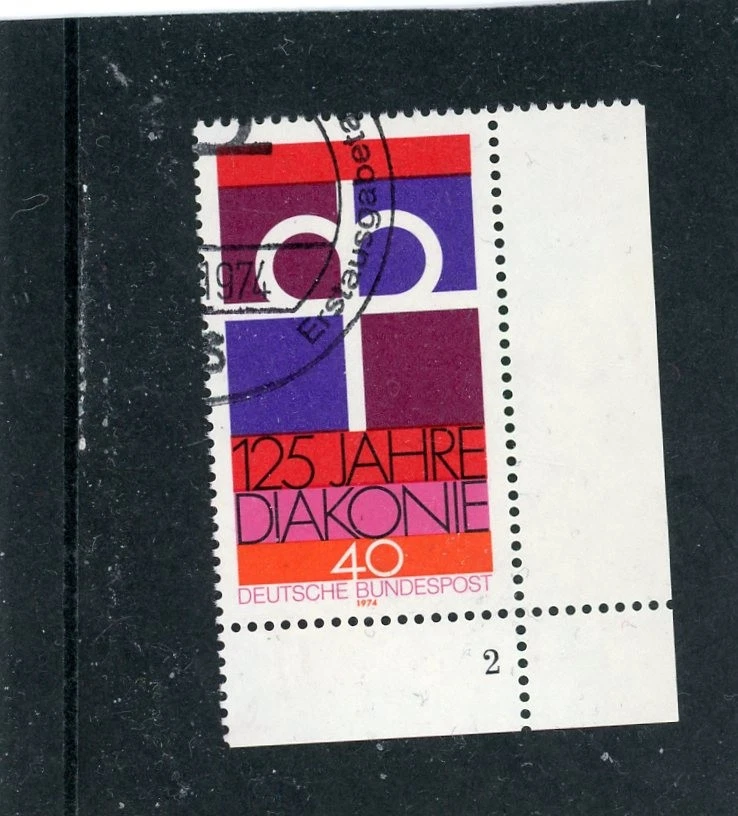 Erstausgabeta
1974
125 JAHRE
DIAKONIE
40
DEUTSCHE BUNDESPOST
1974
2